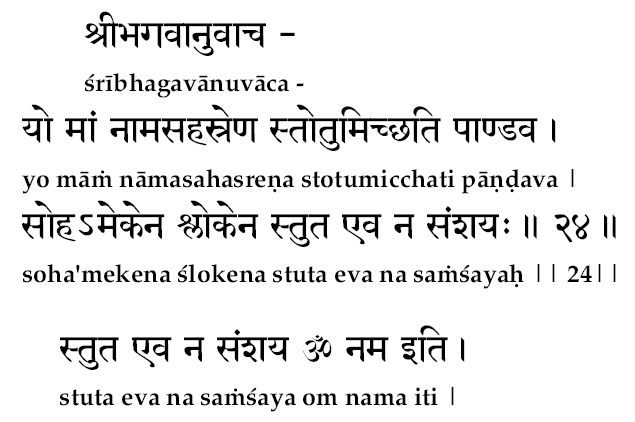 श्रीभगवानुवाच -
śrībhagavānuvāca -
यो मां नामसहस्रेण स्तोतुमिच्छति पाण्डव ।
yo māṁ nāmasahasreṇa stotumicchati pāṇḍava |
सोहऽमेकेन श्लोकेन स्तुत एव न संशयः ॥ २४ ॥
soha'mekena ślokena stuta eva na saṁśayaḥ || 24||
स्तुत एव न संशय ॐ नम इति ।
stuta eva na saṁśaya om nama iti |